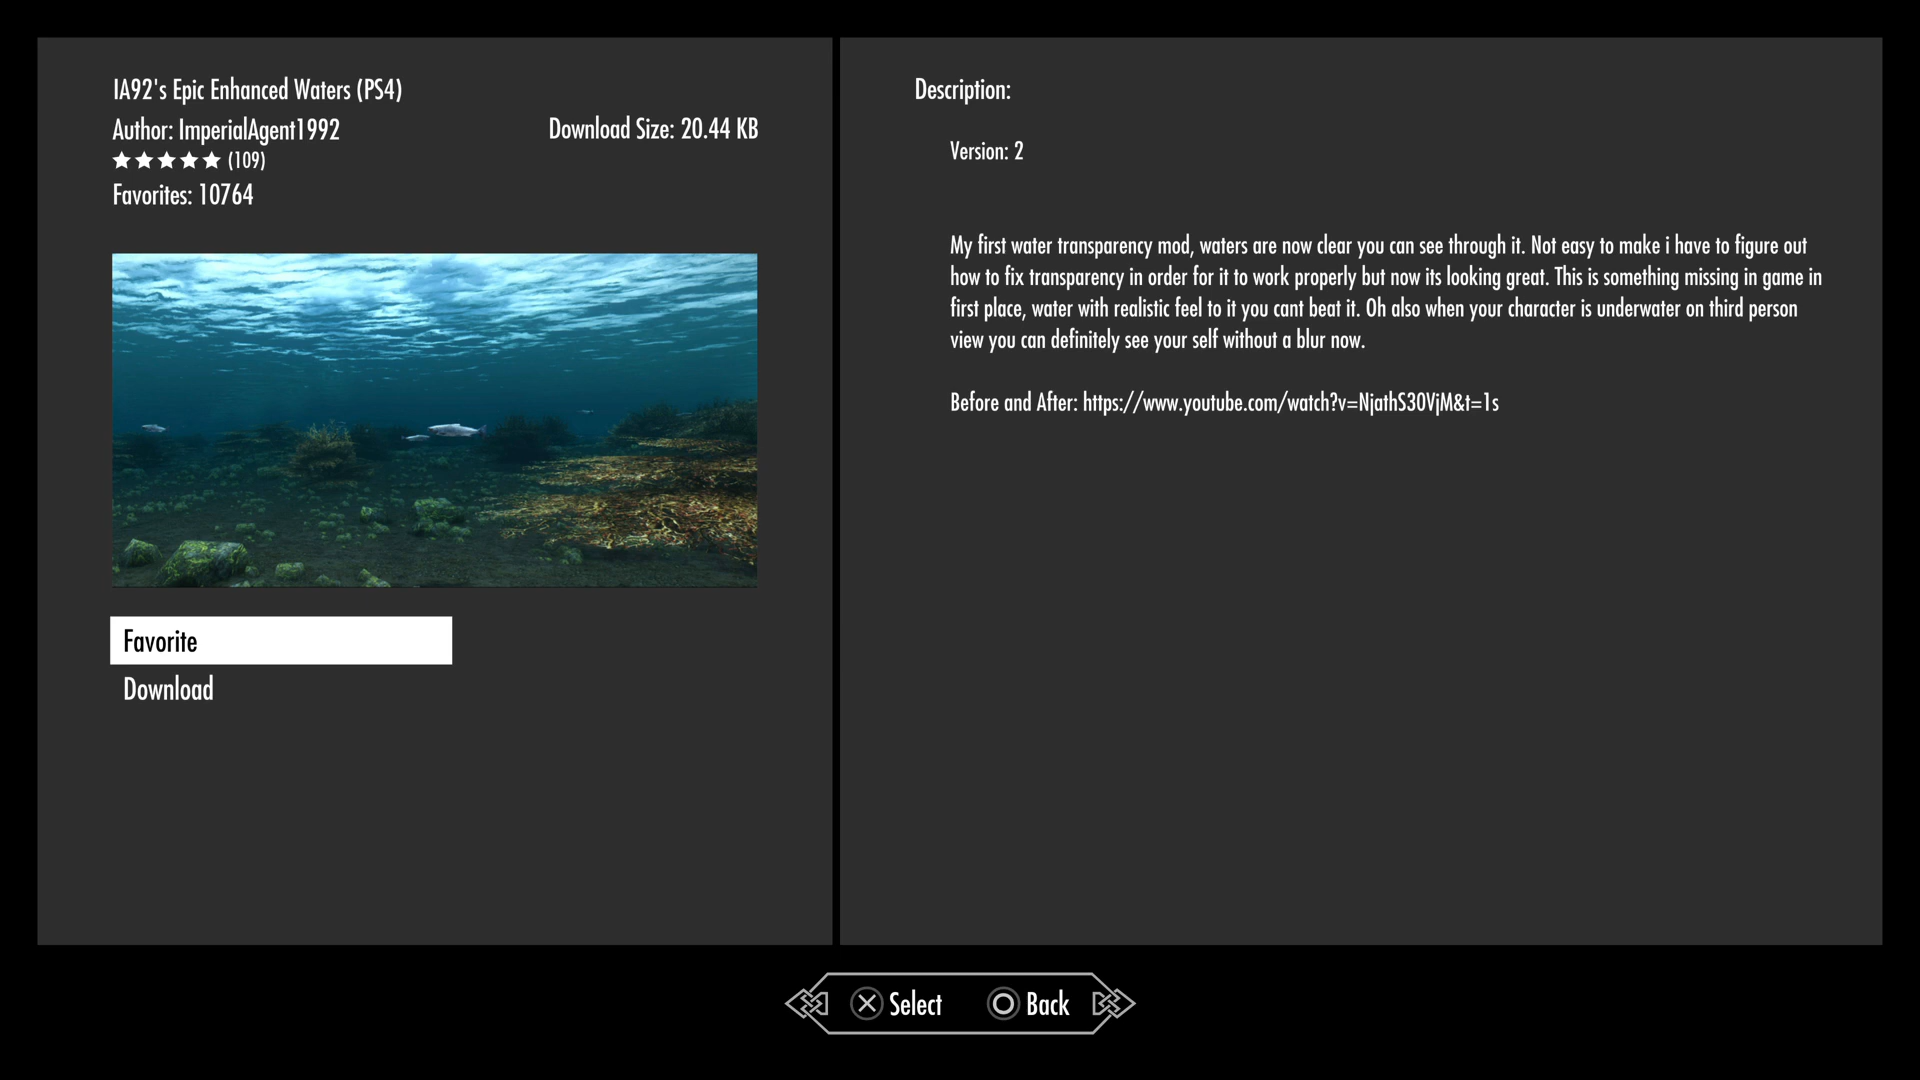 IA92's Epic Enhanced Waters (PS4)
Author: ImperialAgent1992
Download Size: 20.44 KB
★★★★★ (109)
Favorites: 10764
Favorite
Download
Description:
Version: 2
My first water transparency mod, waters are now clear you can see through it. Not easy to make i have to figure out
how to fix transparency in order for it to work properly but now its looking great. This is something missing in game in
first place, water with realistic feel to it you cant beat it. Oh also when your character is underwater on third person
view you can definitely see your self without a blur now.
Before and After: https://www.youtube.com/watch?v=NjathS30VjM&t=1s
Select
Back